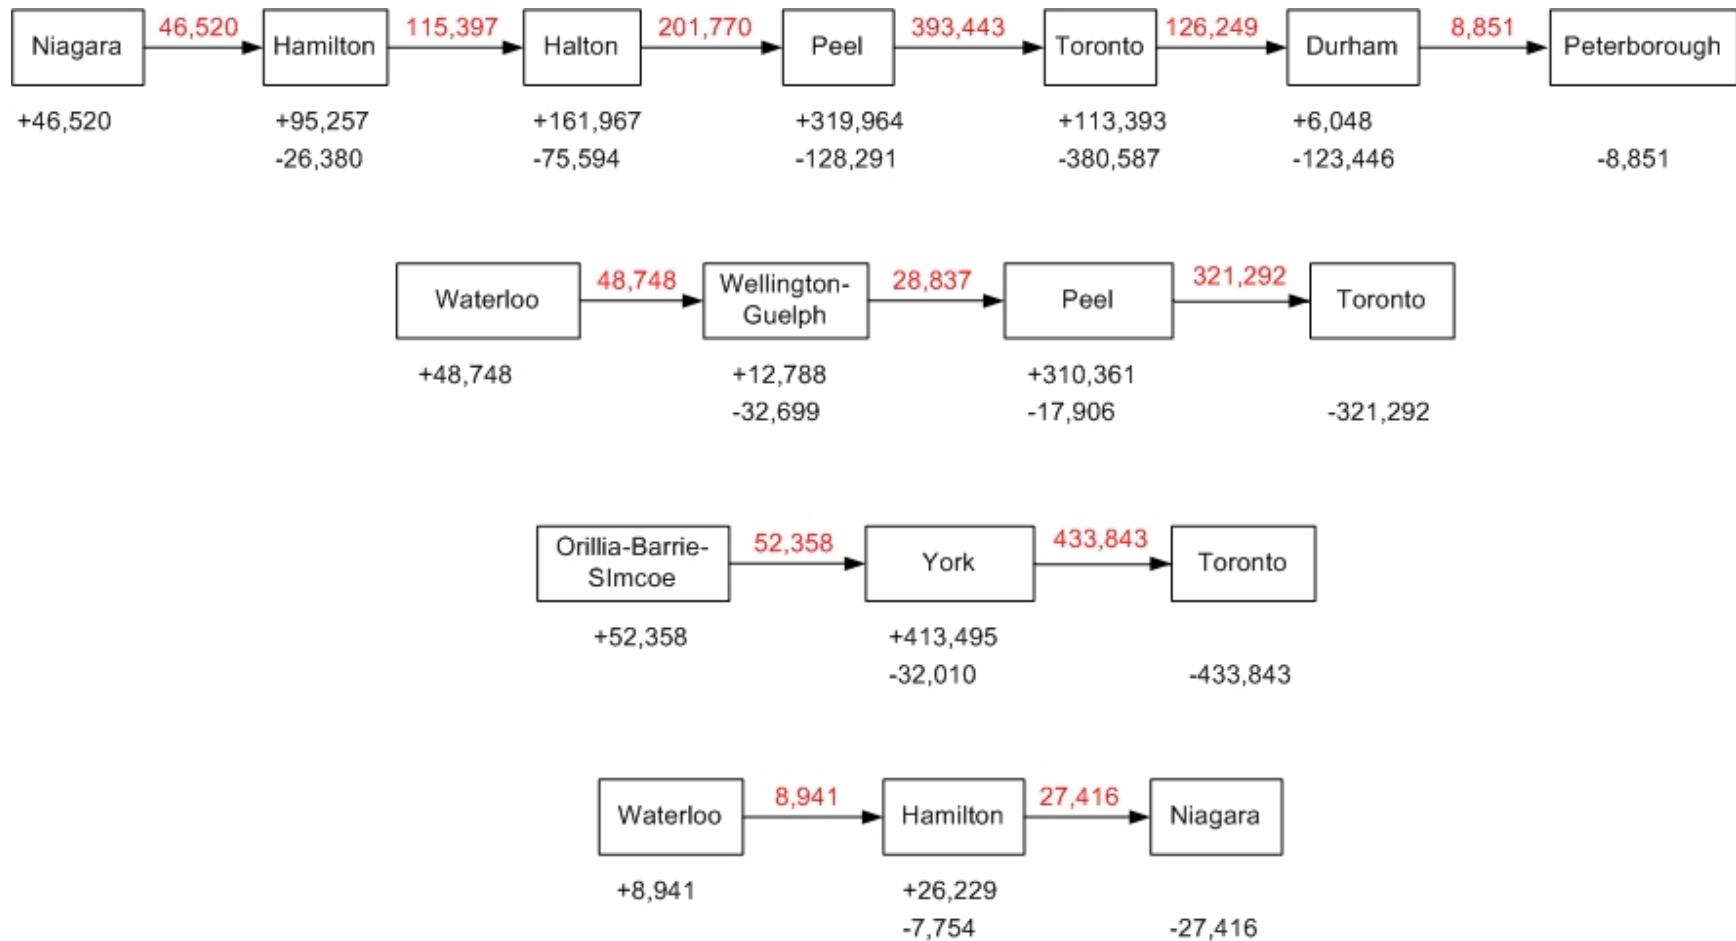 46,520 115,397 201,770 393,443 126,249 8,851
Niagara Hamilton Halton Peel Toronto Durham Peterborough
+46,520 +95,257 +161,967 +319,964 +113,393 +6,048
-26,380 -75,594 -128,291 -380,587 -123,446 -8,851
48,748 28,837 321,292
Waterloo Wellington- Peel Toronto
Guelph
+48,748 +12,788 +310,361
-32,699 -17,906 -321,292
52,358 433,843
Orillia-Barrie- York Toronto
SImcoe
+52,358 +413,495
-32,010 -433,843
8,941 27,416
Waterloo Hamilton Niagara
+8,941 +26,229
-7,754 -27,416